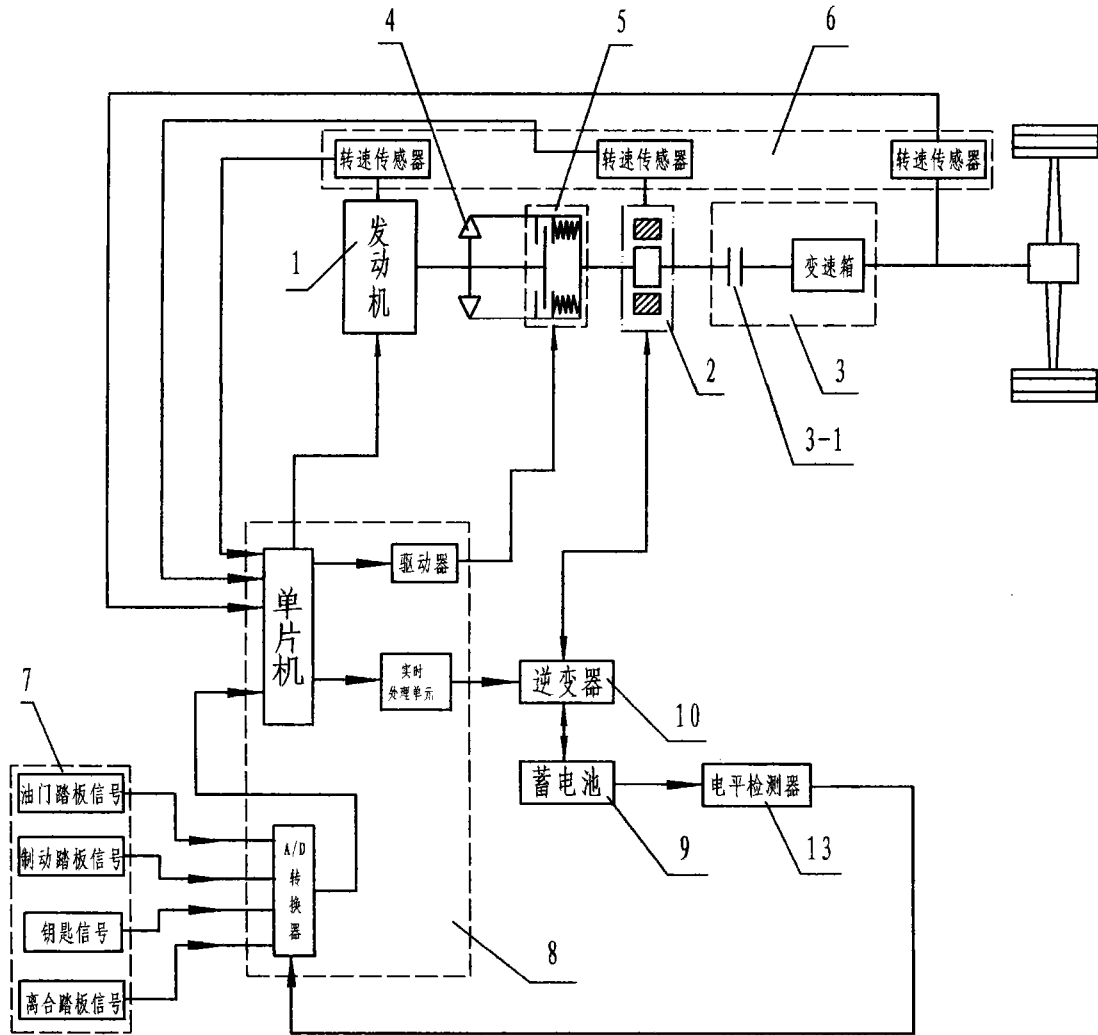 4
5
6
转速传感器
转速传感器
转速传感器
1
发动机
变速箱
2
3
3-1
单片机
驱动器
实时
处理单元
逆变器
10
7
油门踏板信号
制动踏板信号
钥匙信号
离合踏板信号
A/D
转
换
器
蓄电池
电平检测器
9
13
8